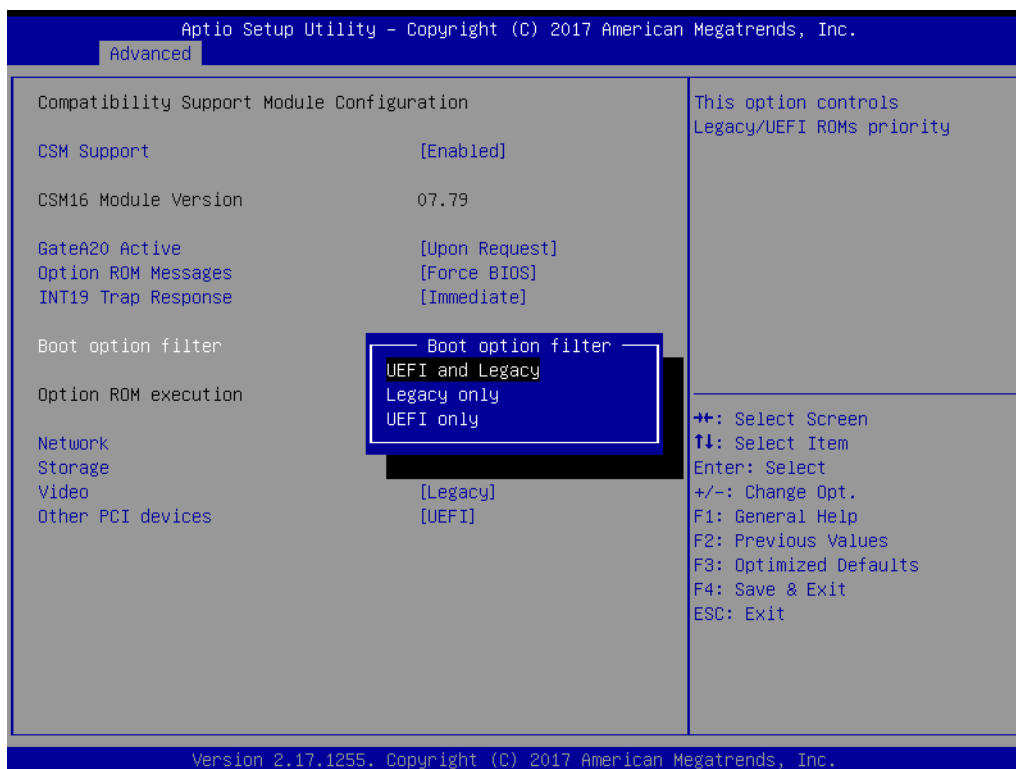 Aptio Setup Utility – Copyright (C) 2017 American Megatrends, Inc.
Advanced
Compatibility Support Module Configuration
CSM Support [Enabled]
CSM16 Module Version 07.79
GateA20 Active [Upon Request]
Option ROM Messages [Force BIOS]
INT19 Trap Response [Immediate]
Boot option filter
Option ROM execution
Network
Storage
Video [Legacy]
Other PCI devices [UEFI]
Boot option filter
UEFI and Legacy
Legacy only
UEFI only
This option controls
Legacy/UEFI ROMs priority
→←: Select Screen
↑↓: Select Item
Enter: Select
+/-: Change Opt.
F1: General Help
F2: Previous Values
F3: Optimized Defaults
F4: Save & Exit
ESC: Exit
Version 2.17.1255. Copyright (C) 2017 American Megatrends, Inc.